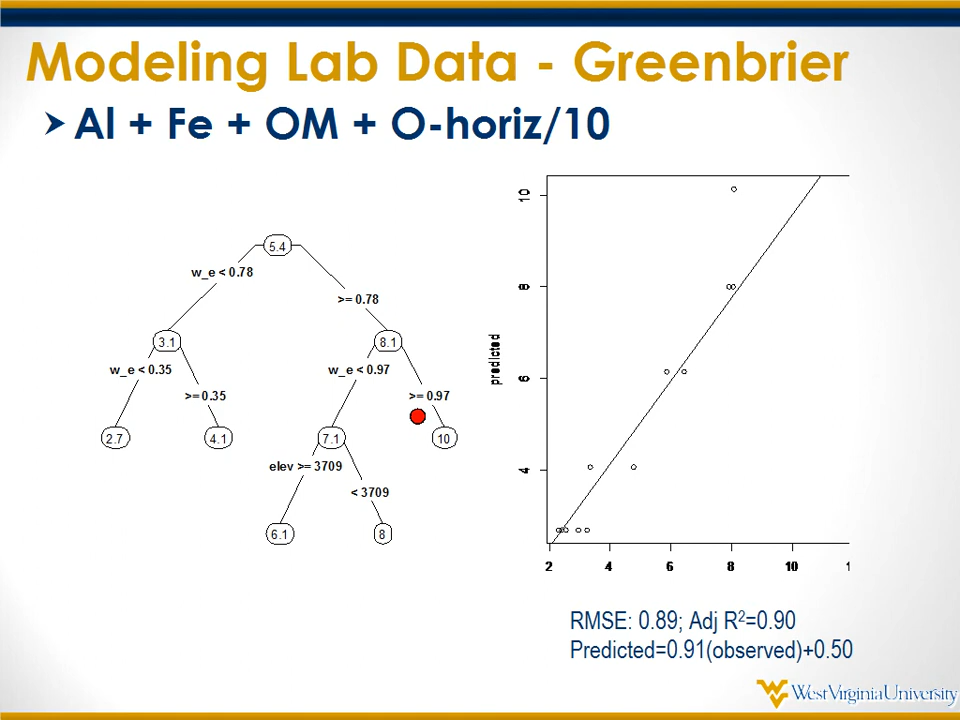 Modeling Lab Data - Greenbrier
➤ Al + Fe + OM + O-horiz/10
5.4
w_e < 0.78
>= 0.78
3.1
8.1
w_e < 0.35
>= 0.35
w_e < 0.97
>= 0.97
2.7
4.1
7.1
10
elev >= 3709
< 3709
6.1
8
predicted
10
8
6
4
2 4 6 8 10 1
RMSE: 0.89; Adj R²=0.90
Predicted=0.91(observed)+0.50
WestVirginiaUniversity